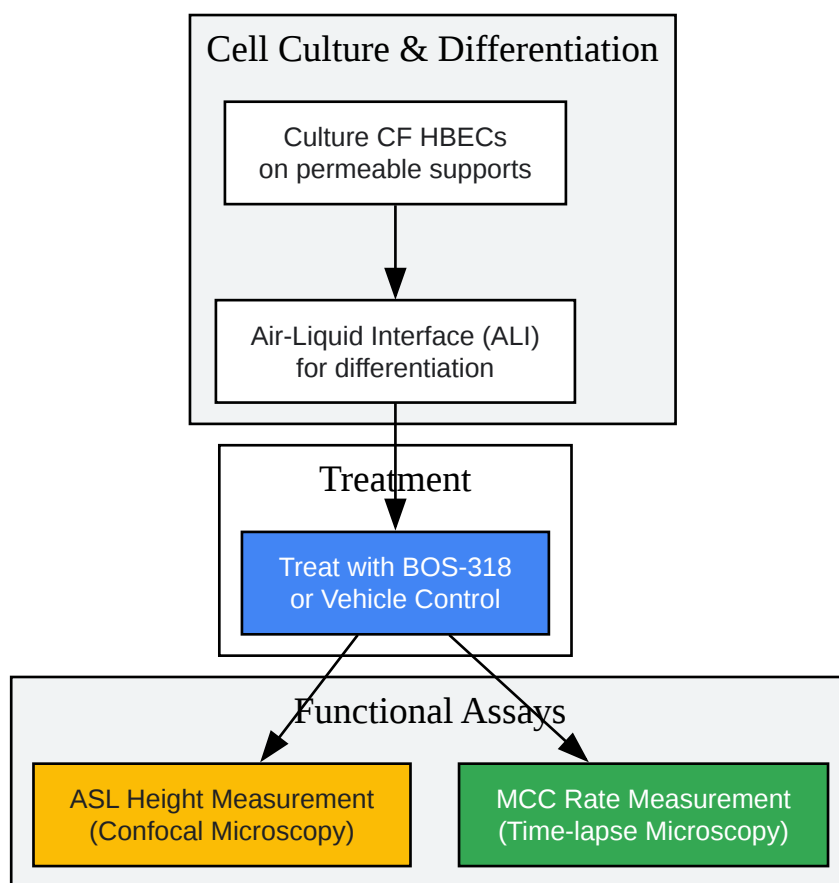 Cell Culture & Differentiation
Culture CF HBECs
on permeable supports
Air-Liquid Interface (ALI)
for differentiation
Treatment
Treat with BOS-318
or Vehicle Control
Functional Assays
ASL Height Measurement
(Confocal Microscopy)
MCC Rate Measurement
(Time-lapse Microscopy)